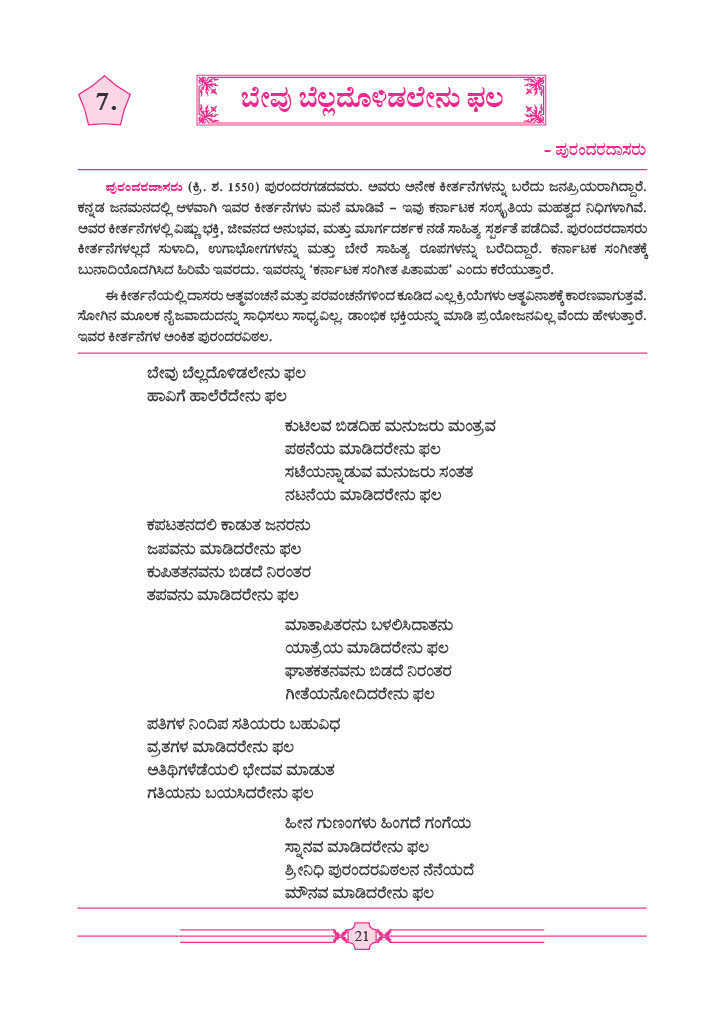 7.
ಬೇವು ಬೆಲ್ಲದೊಳಿಡಲೇನು ಫಲ
– ಪುರಂದರದಾಸರು
ಪುರಂದರದಾಸರು (ಕ್ರಿ. ಶ. 1550) ಪುರಂದರಗಡದವರು. ಅವರು ಅನೇಕ ಕೀರ್ತನೆಗಳನ್ನು ಬರೆದು ಜನಪ್ರಿಯರಾಗಿದ್ದಾರೆ.
ಕನ್ನಡ ಜನಮನದಲ್ಲಿ ಆಳವಾಗಿ ಇವರ ಕೀರ್ತನೆಗಳು ಮನೆ ಮಾಡಿವೆ – ಇವು ಕರ್ನಾಟಕ ಸಂಸ್ಕೃತಿಯ ಮಹತ್ವದ ನಿಧಿಗಳಾಗಿವೆ.
ಅವರ ಕೀರ್ತನೆಗಳಲ್ಲಿ ವಿಷ್ಣು ಭಕ್ತಿ, ಜೀವನದ ಅನುಭವ, ಮತ್ತು ಮಾರ್ಗದರ್ಶಕ ನಡೆ ಸಾಹಿತ್ಯ ಸ್ಪರ್ಶತೆ ಪಡೆದಿವೆ. ಪುರಂದರದಾಸರು
ಕೀರ್ತನೆಗಳಲ್ಲದೆ ಸುಳಾದಿ, ಉಗಾಭೋಗಗಳನ್ನು ಮತ್ತು ಬೇರೆ ಸಾಹಿತ್ಯ ರೂಪಗಳನ್ನು ಬರೆದಿದ್ದಾರೆ. ಕರ್ನಾಟಕ ಸಂಗೀತಕ್ಕೆ
ಬುನಾದಿಯೊದಗಿಸಿದ ಹಿರಿಮೆ ಇವರದು. ಇವರನ್ನು ‘ಕರ್ನಾಟಕ ಸಂಗೀತ ಪಿತಾಮಹ’ ಎಂದು ಕರೆಯುತ್ತಾರೆ.
ಈ ಕೀರ್ತನೆಯಲ್ಲಿ ದಾಸರು ಆತ್ಮವಂಚನೆ ಮತ್ತು ಪರವಂಚನೆಗಳಿಂದ ಕೂಡಿದ ಎಲ್ಲ ಕ್ರಿಯೆಗಳು ಆತ್ಮವಿನಾಶಕ್ಕೆ ಕಾರಣವಾಗುತ್ತವೆ.
ಸೋಗಿನ ಮೂಲಕ ನೈಜವಾದುದನ್ನು ಸಾಧಿಸಲು ಸಾಧ್ಯವಿಲ್ಲ. ಡಾಂಭಿಕ ಭಕ್ತಿಯನ್ನು ಮಾಡಿ ಪ್ರಯೋಜನವಿಲ್ಲವೆಂದು ಹೇಳುತ್ತಾರೆ.
ಇವರ ಕೀರ್ತನೆಗಳ ಅಂಕಿತ ಪುರಂದರವಿಠಲ.
ಬೇವು ಬೆಲ್ಲದೊಳಿಡಲೇನು ಫಲ
ಹಾವಿಗೆ ಹಾಲೆರೆದೇನು ಫಲ
ಕುಟಿಲವ ಬಿಡದಿಹ ಮನುಜರು ಮಂತ್ರವ
ಪಠನೆಯ ಮಾಡಿದರೇನು ಫಲ
ಸಟೆಯನ್ನಾಡುವ ಮನುಜರು ಸಂತತ
ನಟನೆಯ ಮಾಡಿದರೇನು ಫಲ
ಕಪಟತನದಲಿ ಕಾಡುತ ಜನರನು
ಜಪವನು ಮಾಡಿದರೇನು ಫಲ
ಕುಪಿತತನವನು ಬಿಡದೆ ನಿರಂತರ
ತಪವನು ಮಾಡಿದರೇನು ಫಲ
ಮಾತಾಪಿತರನು ಬಳಲಿಸಿದಾತನು
ಯಾತ್ರೆಯ ಮಾಡಿದರೇನು ಫಲ
ಘಾತಕತನವನು ಬಿಡದೆ ನಿರಂತರ
ಗೀತೆಯನೋದಿದರೇನು ಫಲ
ಪತಿಗಳ ನಿಂದಿಪ ಸತಿಯರು ಬಹುವಿಧ
ವ್ರತಗಳ ಮಾಡಿದರೇನು ಫಲ
ಅತಿಥಿಗಳೆಡೆಯಲಿ ಭೇದವ ಮಾಡುತ
ಗತಿಯನು ಬಯಸಿದರೇನು ಫಲ
ಹೀನ ಗುಣಂಗಳು ಹಿಂಗದೆ ಗಂಗೆಯ
ಸ್ನಾನವ ಮಾಡಿದರೇನು ಫಲ
ಶ್ರೀನಿಧಿ ಪುರಂದರವಿಠಲನ ನೆನೆಯದೆ
ಮೌನವ ಮಾಡಿದರೇನು ಫಲ
21